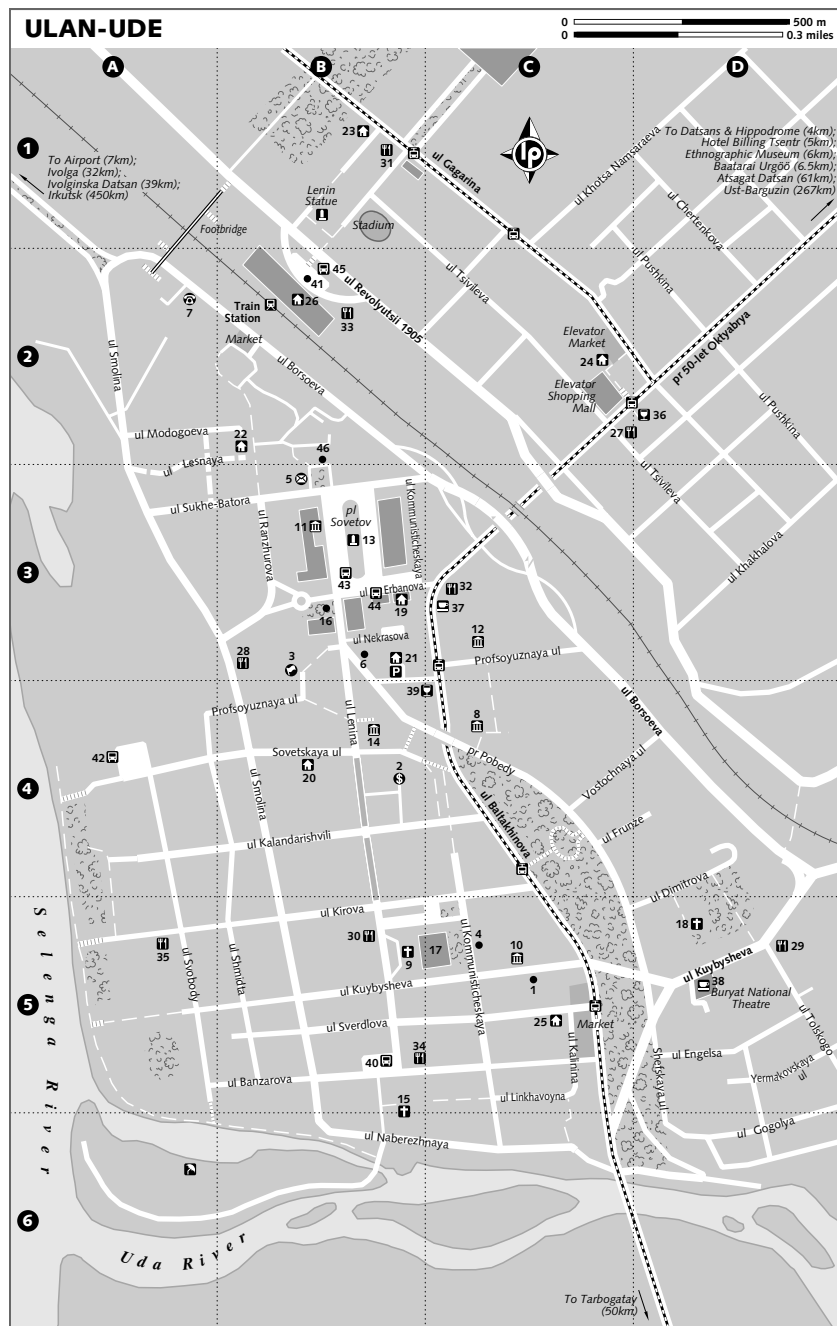 ULAN-UDE
0 500 m
0 0.3 miles
A
B
C
D
1
To Airport (7km);
Ivolga (32km);
Ivolginska Datsan (39km);
Irkutsk (450km)
23
31
ul Gagarina
lp
To Datsans & Hippodrome (4km);
Hotel Billing Tsentr (5km);
Ethnographic Museum (6km);
Baatarai Urgöö (6.5km);
Atsagat Datsan (61km);
Ust-Barguzin (267km)
ul Khotsa Namsaraeva
ul Chertenkova
Lenin
Statue
Stadium
Footbridge
ul Pushkina
2
7
Train
Station
41
45
26
33
ul Revolyutsii 1905
ul Tsivileva
Market
ul Borsoeva
ul Smolina
Elevator
Market
24
Elevator
Shopping
Mall
pr 50-let Oktyabrya
36
27
ul Pushkina
ul Tsivileva
ul Modogoeva
22
ul Lesnaya
46
3
5
ul Sukhe-Batora
ul Ranzhurova
11
pl
Sovetov
13
ul Kommunisticheskaya
43
44
ul Erbanova
19
32
37
ul Khakhalova
16
ul Nekrasova
12
28
3
6
21
P
Profsoyuznaya ul
39
ul Borsoeva
4
Profsoyuznaya ul
ul Lenina
14
8
42
Sovetskaya ul
20
2
$
pr Pobedy
Vostochnaya ul
ul Smolina
ul Baltakhinova
ul Frunze
ul Kalandarishvili
ul Dimitrova
5
Selenga River
ul Kirova
35
ul Svobody
ul Shmidta
30
9
17
ul Kommunisticheskaya
4
10
1
18
29
ul Kuybysheva
ul Kuybysheva
38
Buryat National
Theatre
ul Sverdlova
25
Market
ul Kalinina
40
34
ul Banzarova
ul Engelsa
ul Tolskogo
Yermakovskaya
ul
Shetskaya ul
15
ul Linkhavoyna
ul Gogolya
ul Naberezhnaya
6
Uda River
To Tarbogatay
(50km)